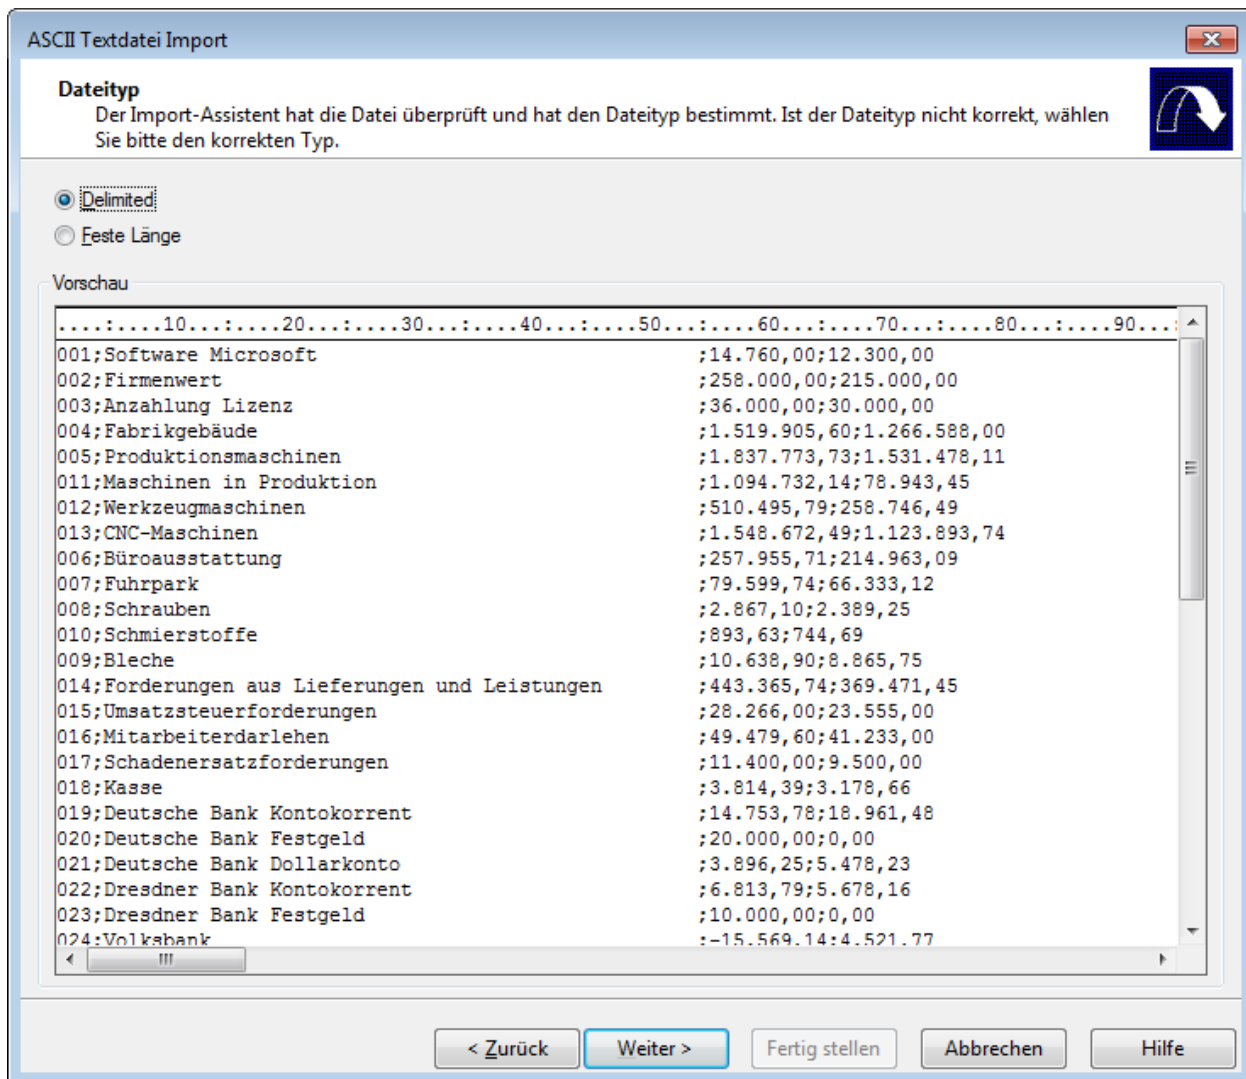 ASCII Textdatei Import
Dateityp
Der Import-Assistent hat die Datei überprüft und hat den Dateityp bestimmt. Ist der Dateityp nicht korrekt, wählen
Sie bitte den korrekten Typ.
Delimited
Feste Länge
Vorschau
....:....10...:....20...:....30...:....40...:....50...:....60...:....70...:....80...:....90...:
001;Software Microsoft ;14.760,00;12.300,00
002;Firmenwert ;258.000,00;215.000,00
003;Anzahlung Lizenz ;36.000,00;30.000,00
004;Fabrikgebäude ;1.519.905,60;1.266.588,00
005;Produktionsmaschinen ;1.837.773,73;1.531.478,11
011;Maschinen in Produktion ;1.094.732,14;78.943,45
012;Werkzeugmaschinen ;510.495,79;258.746,49
013;CNC-Maschinen ;1.548.672,49;1.123.893,74
006;Büroausstattung ;257.955,71;214.963,09
007;Fuhrpark ;79.599,74;66.333,12
008;Schrauben ;2.867,10;2.389,25
010;Schmierstoffe ;893,63;744,69
009;Bleche ;10.638,90;8.865,75
014;Forderungen aus Lieferungen und Leistungen ;443.365,74;369.471,45
015;Umsatzsteuerforderungen ;28.266,00;23.555,00
016;Mitarbeiterdarlehen ;49.479,60;41.233,00
017;Schadenersatzforderungen ;11.400,00;9.500,00
018;Kasse ;3.814,39;3.178,66
019;Deutsche Bank Kontokorrent ;14.753,78;18.961,48
020;Deutsche Bank Festgeld ;20.000,00;0,00
021;Deutsche Bank Dollarkonto ;3.896,25;5.478,23
022;Dresdner Bank Kontokorrent ;6.813,79;5.678,16
023;Dresdner Bank Festgeld ;10.000,00;0,00
024;Volksbank ;-15.569,14;4.521,77
< Zurück Weiter > Fertig stellen Abbrechen Hilfe